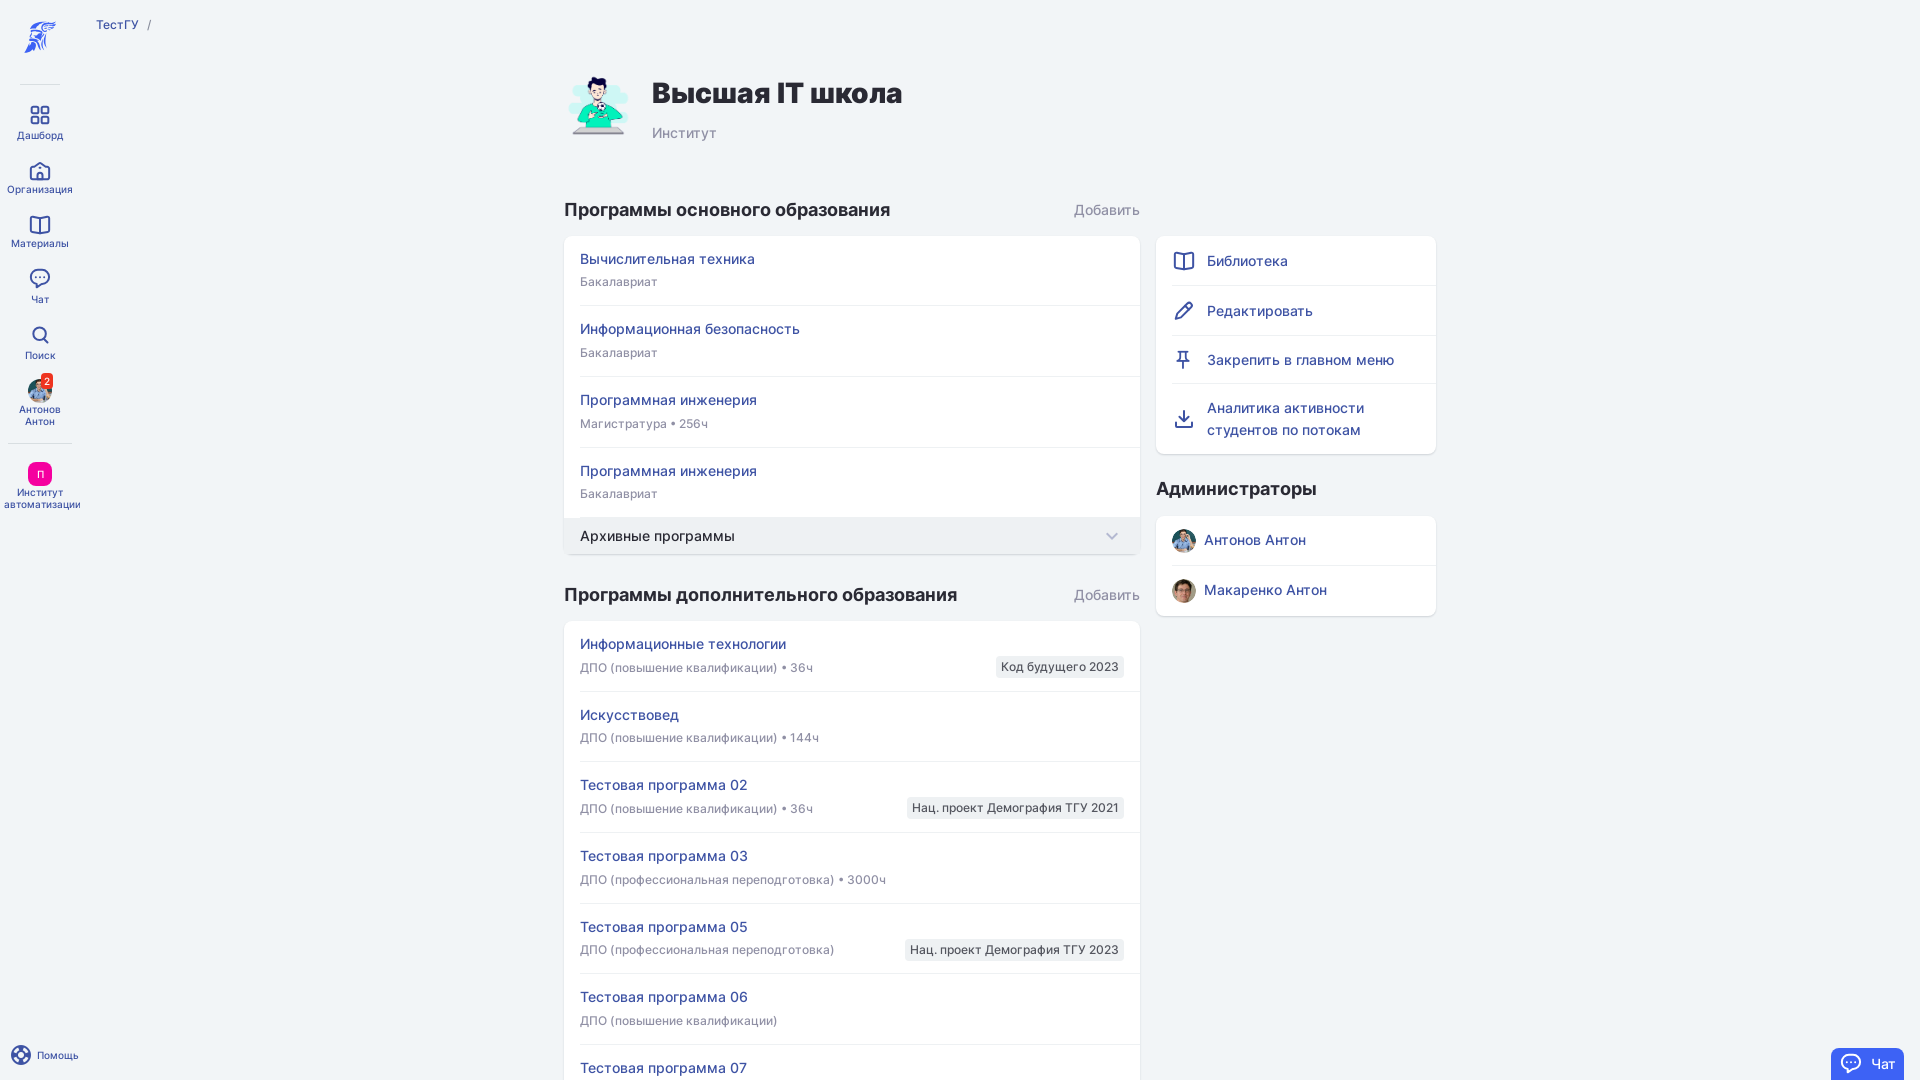 ТестГУ /
Дашборд
Организация
Материалы
Чат
Поиск
2
Антонов
Антон
П
Институт
автоматизации
Помощь
Высшая IT школа
Институт
Программы основного образования
Добавить
Вычислительная техника
Бакалавриат
Информационная безопасность
Бакалавриат
Программная инженерия
Магистратура • 256ч
Программная инженерия
Бакалавриат
Архивные программы
Программы дополнительного образования
Добавить
Информационные технологии
ДПО (повышение квалификации) • 36ч
Код будущего 2023
Искусствовед
ДПО (повышение квалификации) • 144ч
Тестовая программа 02
ДПО (повышение квалификации) • 36ч
Нац. проект Демография ТГУ 2021
Тестовая программа 03
ДПО (профессиональная переподготовка) • 3000ч
Тестовая программа 05
ДПО (профессиональная переподготовка)
Нац. проект Демография ТГУ 2023
Тестовая программа 06
ДПО (повышение квалификации)
Тестовая программа 07
Библиотека
Редактировать
Закрепить в главном меню
Аналитика активности
студентов по потокам
Администраторы
Антонов Антон
Макаренко Антон
Чат